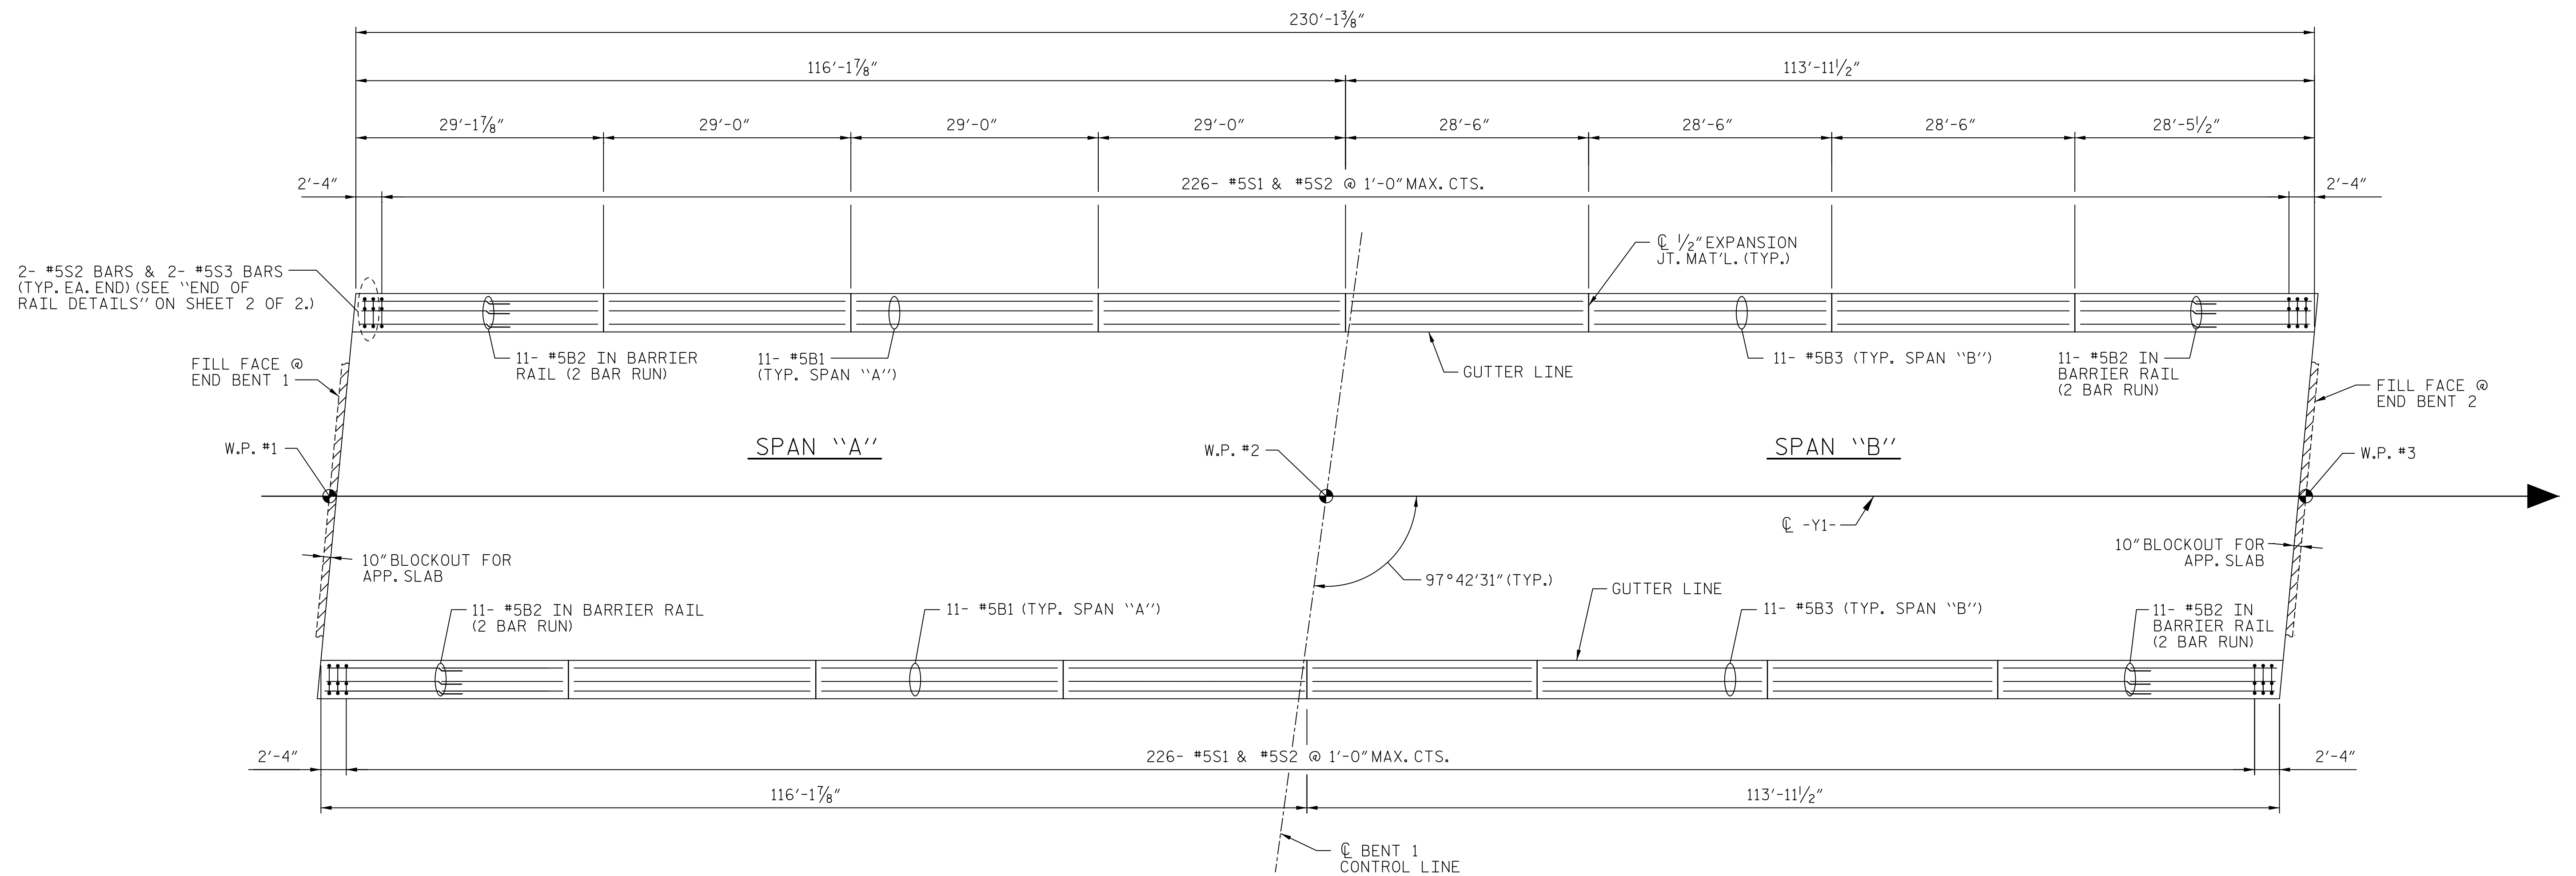 230'-1⅜"
116'-1⅞"
113'-11½"
29'-1⅞"
29'-0"
29'-0"
29'-0"
28'-6"
28'-6"
28'-6"
28'-5½"
2'-4"
226- #5S1 & #5S2 @ 1'-0" MAX. CTS.
2'-4"
℄ ½" EXPANSION
JT. MAT'L. (TYP.)
2- #5S2 BARS & 2- #5S3 BARS
(TYP. EA. END) (SEE "END OF
RAIL DETAILS" ON SHEET 2 OF 2.)
11- #5B2 IN BARRIER
RAIL (2 BAR RUN)
11- #5B1
(TYP. SPAN "A")
GUTTER LINE
11- #5B3 (TYP. SPAN "B")
11- #5B2 IN
BARRIER RAIL
(2 BAR RUN)
FILL FACE @
END BENT 1
FILL FACE @
END BENT 2
W.P. #1
SPAN "A"
W.P. #2
SPAN "B"
W.P. #3
℄ -Y1-
10" BLOCKOUT FOR
APP. SLAB
97°42'31" (TYP.)
10" BLOCKOUT FOR
APP. SLAB
GUTTER LINE
11- #5B2 IN BARRIER RAIL
(2 BAR RUN)
11- #5B1 (TYP. SPAN "A")
11- #5B3 (TYP. SPAN "B")
11- #5B2 IN
BARRIER RAIL
(2 BAR RUN)
2'-4"
226- #5S1 & #5S2 @ 1'-0" MAX. CTS.
2'-4"
116'-1⅞"
113'-11½"
℄ BENT 1
CONTROL LINE